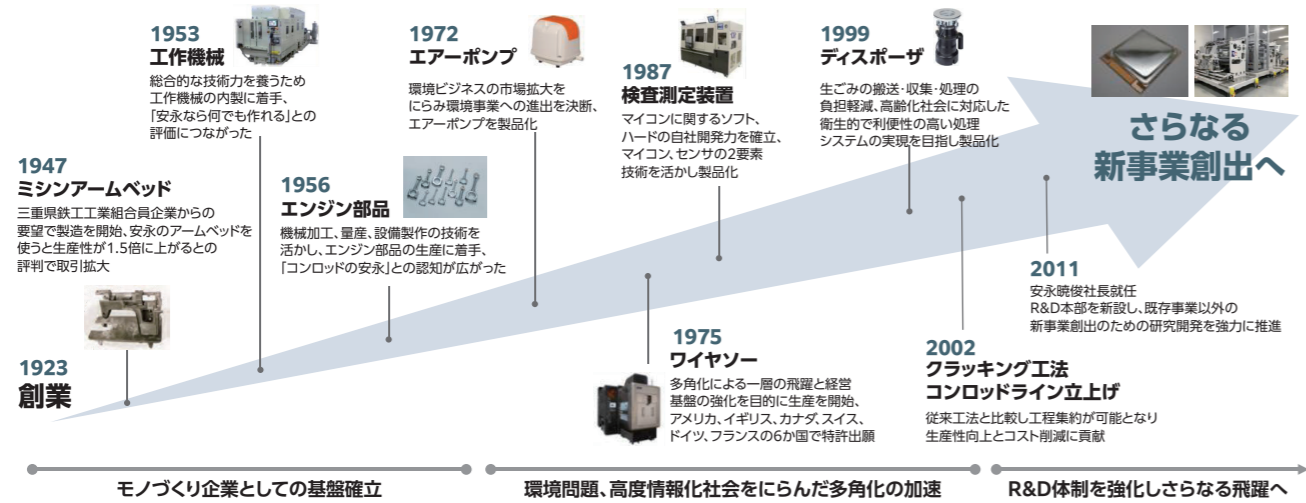 1923
創業
1947
ミシンアームベッド
三重県鉄工工業組合員企業からの
要望で製造を開始、安永のアームベッドを
使うと生産性が1.5倍に上がるとの
評判で取引拡大
1953
工作機械
総合的な技術力を養うため
工作機械の内製に着手、
「安永なら何でも作れる」との
評価につながった
1956
エンジン部品
機械加工、量産、設備製作の技術を
活かし、エンジン部品の生産に着手、
「コンロッドの安永」との認知が広がった
1972
エアーポンプ
環境ビジネスの市場拡大を
にらみ環境事業への進出を決断、
エアーポンプを製品化
1975
ワイヤソー
多角化による一層の飛躍と経営
基盤の強化を目的に生産を開始、
アメリカ、イギリス、カナダ、スイス、
ドイツ、フランスの6か国で特許出願
1987
検査測定装置
マイコンに関するソフト、
ハードの自社開発力を確立、
マイコン、センサの2要素
技術を活かし製品化
1999
ディスポーザ
生ごみの搬送・収集・処理の
負担軽減、高齢化社会に対応した
衛生的で利便性の高い処理
システムの実現を目指し製品化
2002
クラッキング工法
コンロッドライン立上げ
従来工法と比較し工程集約が可能となり
生産性向上とコスト削減に貢献
2011
安永暁俊社長就任
R&D本部を新設し、既存事業以外の
新事業創出のための研究開発を強力に推進
さらなる
新事業創出へ
モノづくり企業としての基盤確立
環境問題、高度情報化社会をにらんだ多角化の加速
R&D体制を強化しさらなる飛躍へ